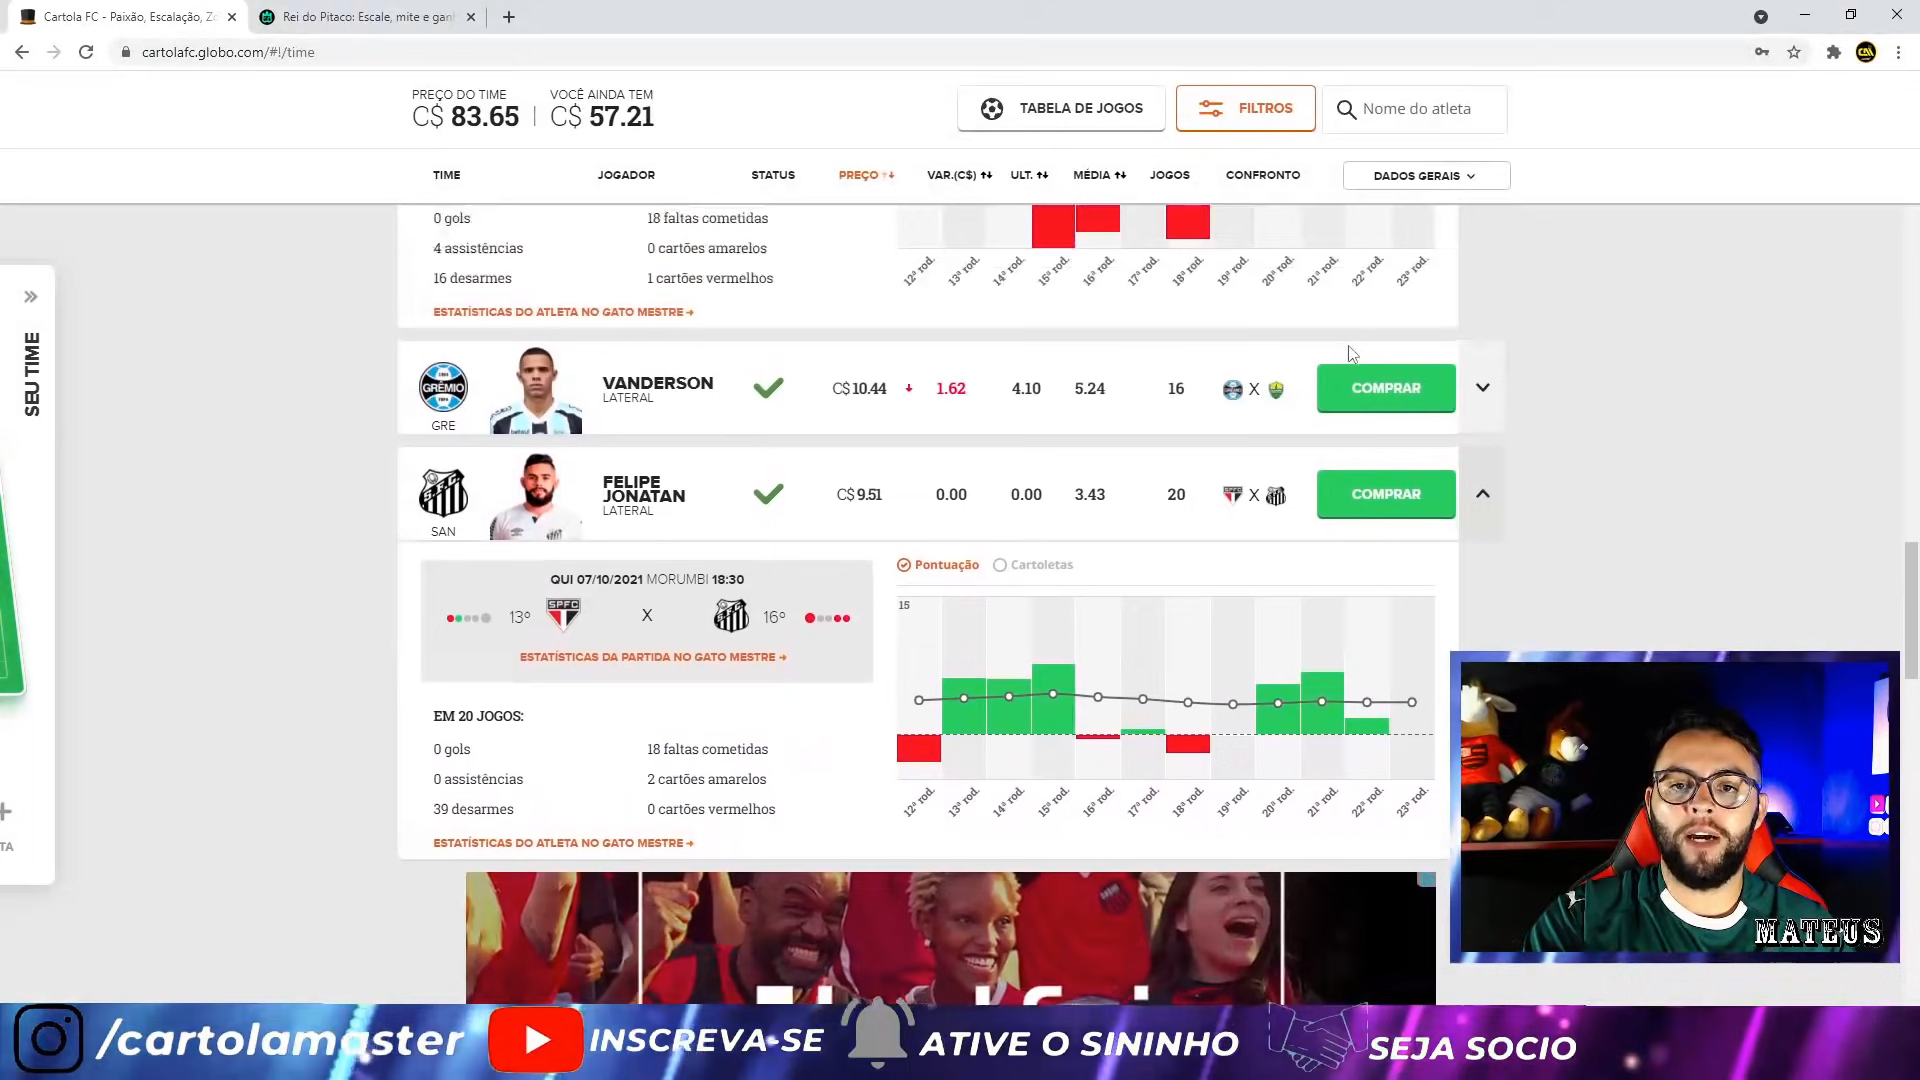 Cartola FC - Paixão, Escalação, Zo
Rei do Pitaco: Escale, mite e ganh
cartolafc.globo.com/#!/time
PREÇO DO TIME
C$ 83.65
VOCÊ AINDA TEM
C$ 57.21
TABELA DE JOGOS
FILTROS
Nome do atleta
TIME JOGADOR STATUS PREÇO VAR.(C$) ULT. MÉDIA JOGOS CONFRONTO DADOS GERAIS
0 gols 18 faltas cometidas
4 assistências 0 cartões amarelos
16 desarmes 1 cartões vermelhos
12ª rod. 13ª rod. 14ª rod. 15ª rod. 16ª rod. 17ª rod. 18ª rod. 19ª rod. 20ª rod. 21ª rod. 22ª rod. 23ª rod.
ESTATÍSTICAS DO ATLETA NO GATO MESTRE
SEU TIME
GRÊMIO
GRE
VANDERSON
LATERAL
C$ 10.44 1.62 4.10 5.24 16 X COMPRAR
SAN
FELIPE
JONATAN
LATERAL
C$ 9.51 0.00 0.00 3.43 20 X COMPRAR
QUI 07/10/2021 MORUMBI 18:30
13º SPFC X 16º
ESTATÍSTICAS DA PARTIDA NO GATO MESTRE
Pontuação Cartoletas
15
EM 20 JOGOS:
0 gols 18 faltas cometidas
0 assistências 2 cartões amarelos
39 desarmes 0 cartões vermelhos
12ª rod. 13ª rod. 14ª rod. 15ª rod. 16ª rod. 17ª rod. 18ª rod. 19ª rod. 20ª rod. 21ª rod. 22ª rod. 23ª rod.
ESTATÍSTICAS DO ATLETA NO GATO MESTRE
TA
MATEUS
/cartolamaster
INSCREVA-SE
ATIVE O SININHO
SEJA SOCIO